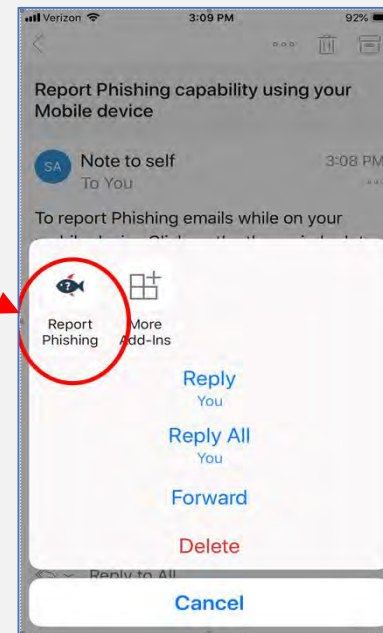 Verizon 3:09 PM 92%
Report Phishing capability using your
Mobile device
SA Note to self 3:08 PM
To You
To report Phishing emails while on your
Report
Phishing
More
Add-Ins
Reply
You
Reply All
You
Forward
Delete
Reply to All
Cancel